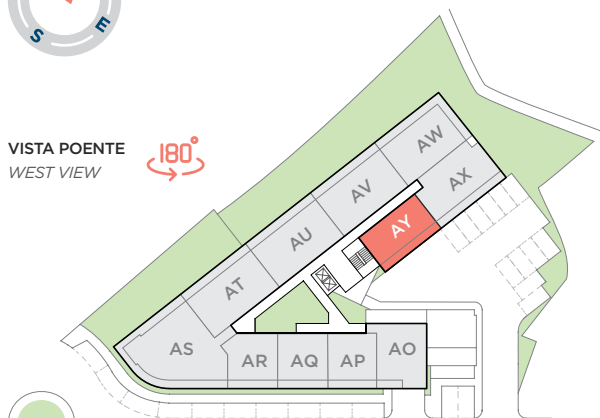 S E
VISTA POENTE
WEST VIEW
180°
AW
AX
AV
AY
AU
AT
AS
AR
AQ
AP
AO